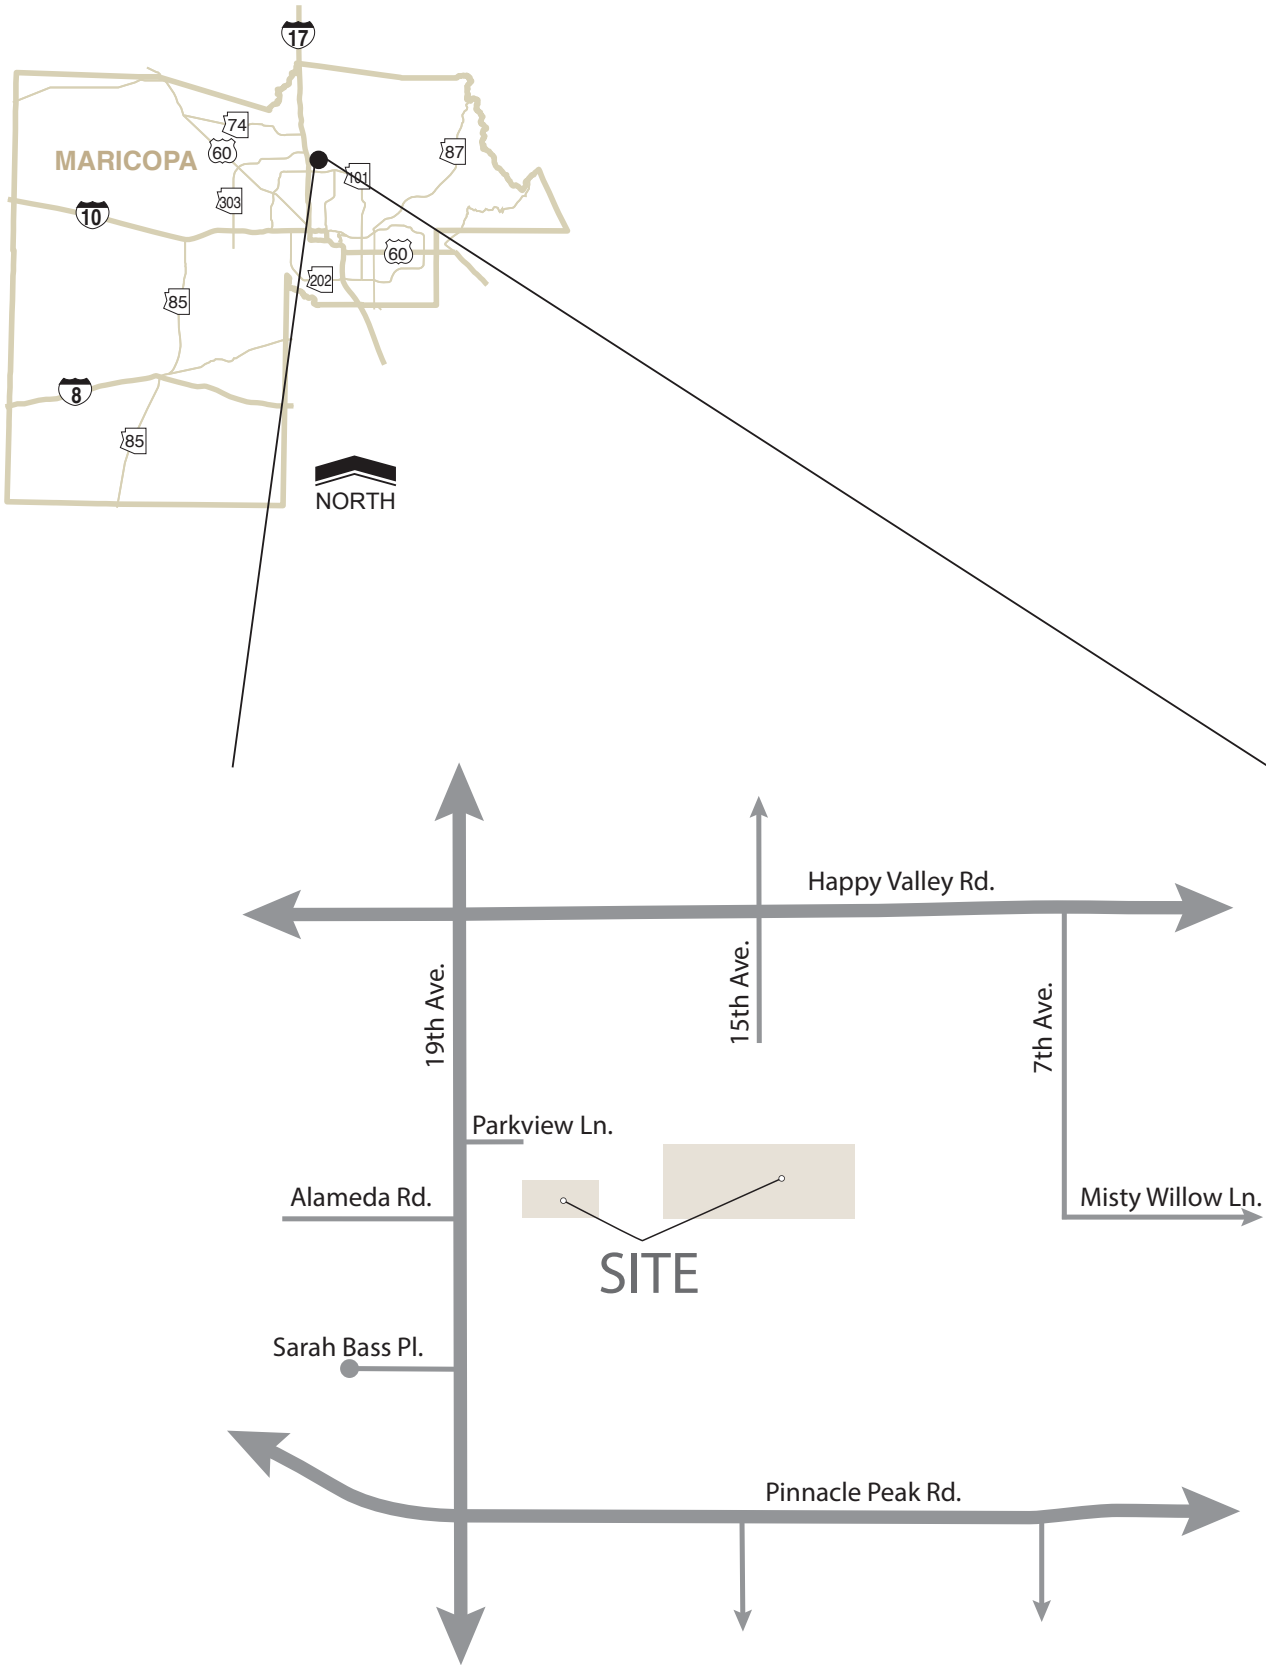 17
74
60
87
MARICOPA
101
303
10
60
202
85
8
85
NORTH
Happy Valley Rd.
19th Ave.
15th Ave.
7th Ave.
Parkview Ln.
Alameda Rd.
Misty Willow Ln.
SITE
Sarah Bass Pl.
Pinnacle Peak Rd.